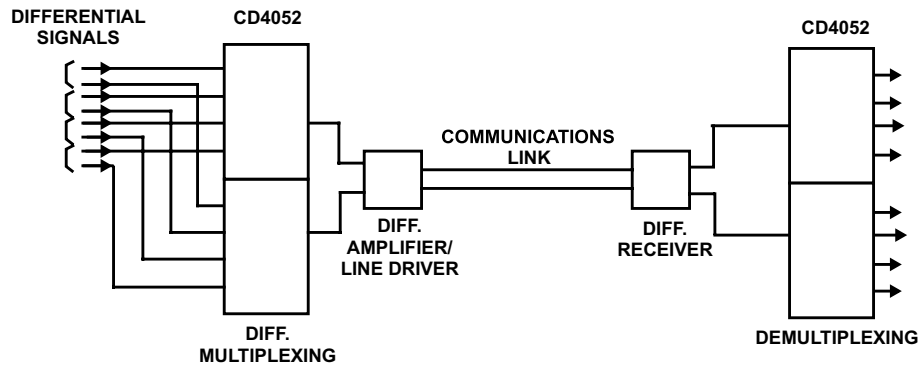 DIFFERENTIAL
SIGNALS
CD4052
CD4052
COMMUNICATIONS
LINK
DIFF.
AMPLIFIER/
LINE DRIVER
DIFF.
RECEIVER
DIFF.
MULTIPLEXING
DEMULTIPLEXING